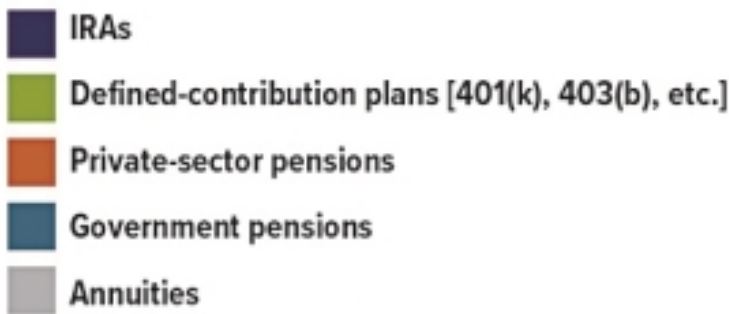 IRAs
Defined-contribution plans [401(k), 403(b), etc.]
Private-sector pensions
Government pensions
Annuities